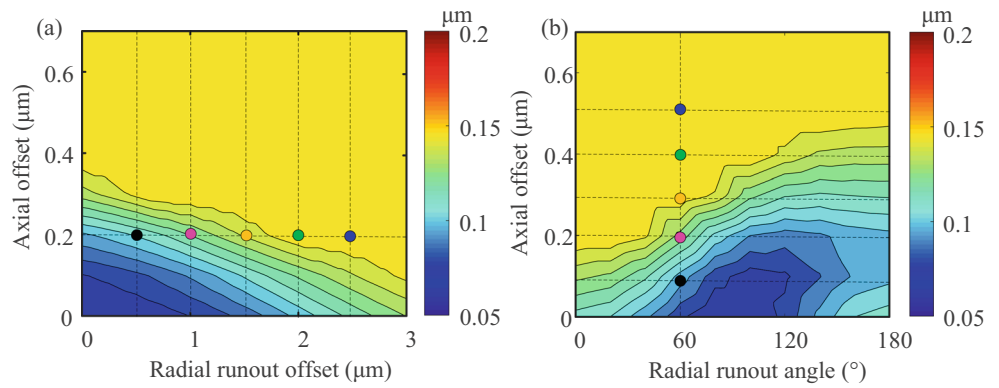 (a)
μm
0.2
0.15
0.1
0.05
0.6
0.4
0.2
0
Axial offset (μm)
0 1 2 3
Radial runout offset (μm)
(b)
μm
0.2
0.15
0.1
0.05
0.6
0.4
0.2
0
Axial offset (μm)
0 60 120 180
Radial runout angle (°)